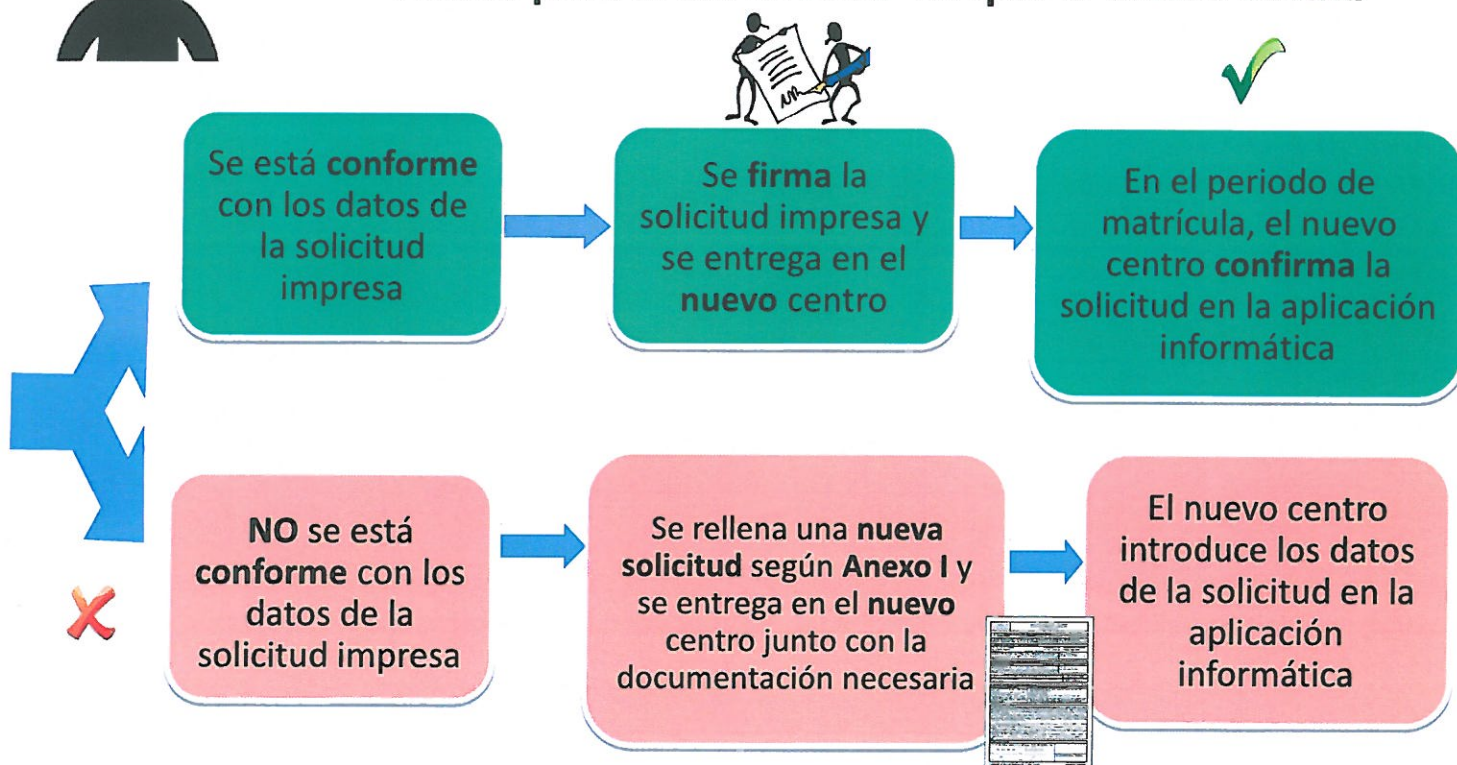 Se está conforme
con los datos de
la solicitud
impresa
Se firma la
solicitud impresa y
se entrega en el
nuevo centro
En el periodo de
matrícula, el nuevo
centro confirma la
solicitud en la aplicación
informática
NO se está
conforme con los
datos de la
solicitud impresa
Se rellena una nueva
solicitud según Anexo I y
se entrega en el nuevo
centro junto con la
documentación necesaria
El nuevo centro
introduce los datos
de la solicitud en la
aplicación
informática